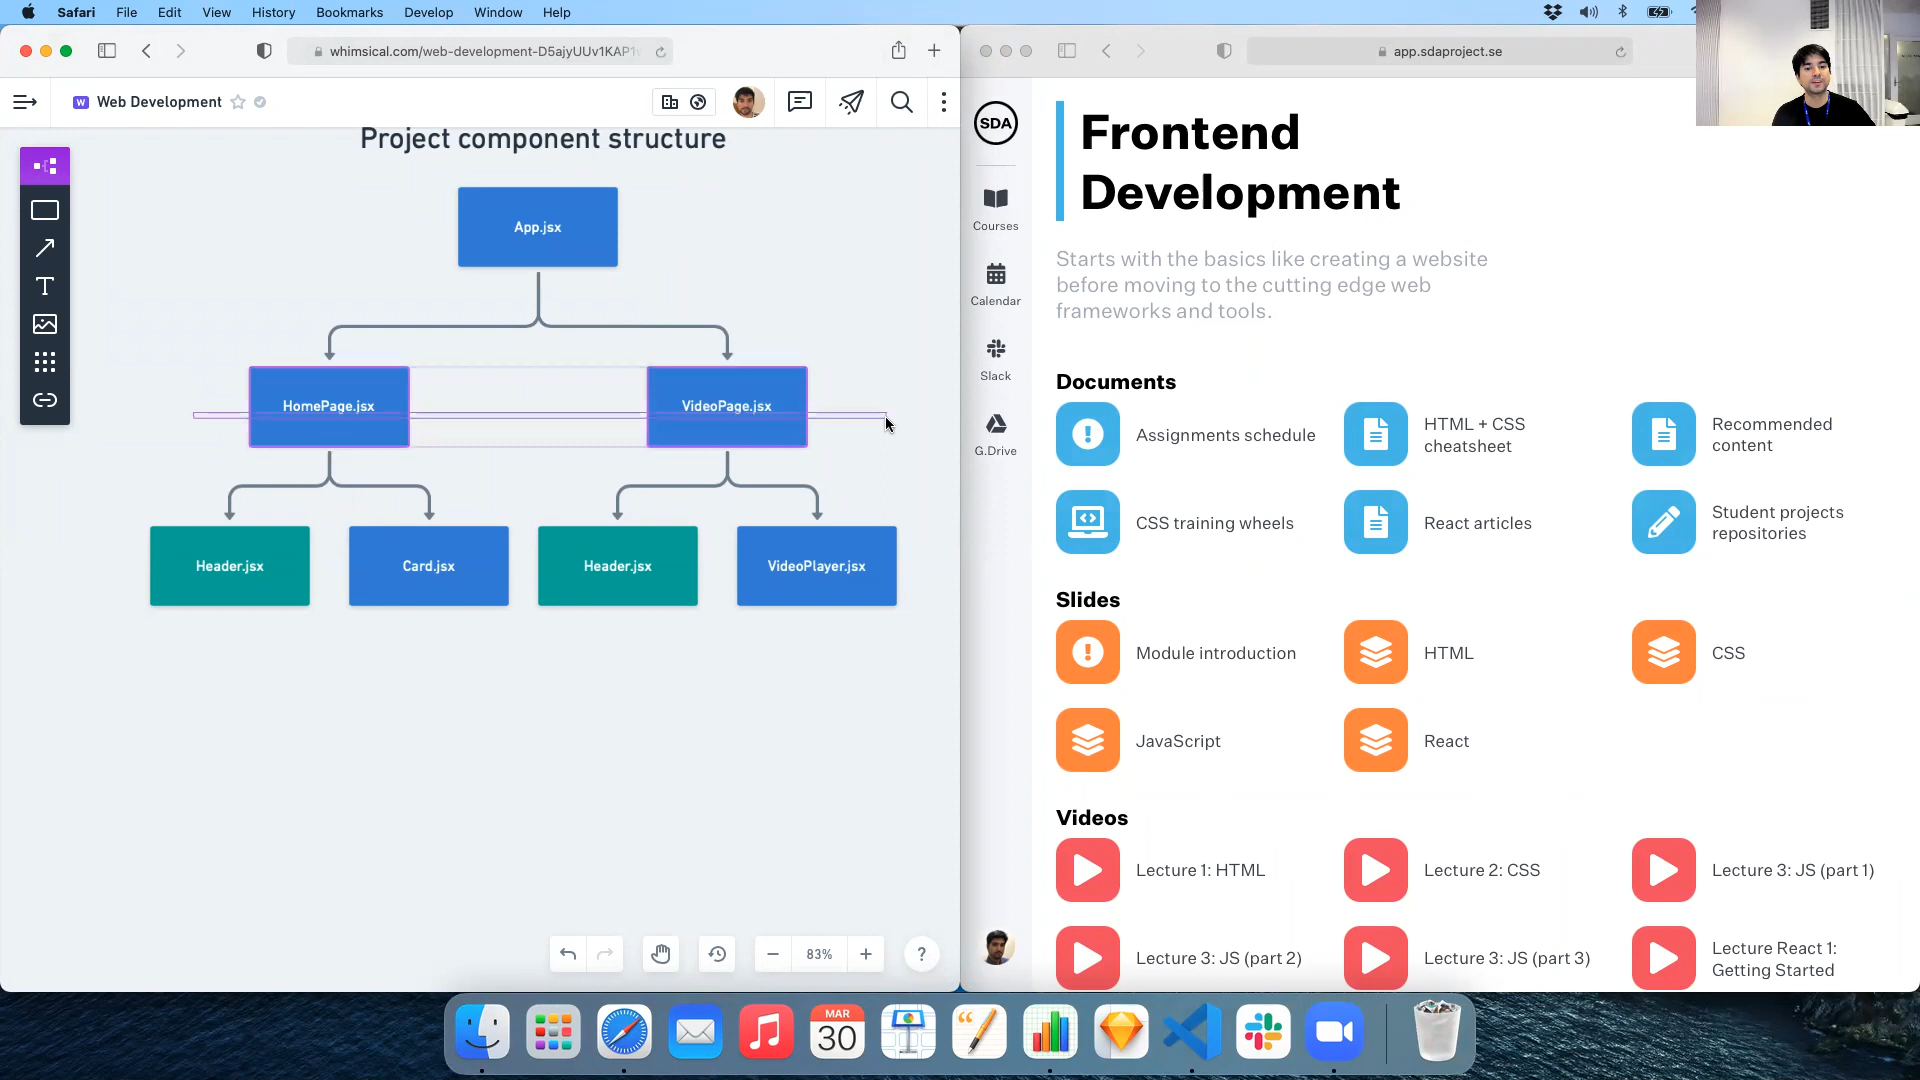 Safari File Edit View History Bookmarks Develop Window Help
whimsical.com/web-development-D5ajyUUv1KAP1
app.sdaproject.se
W Web Development
Project component structure
App.jsx
HomePage.jsx
VideoPage.jsx
Header.jsx
Card.jsx
Header.jsx
VideoPlayer.jsx
83%
?
SDA
Courses
Calendar
Slack
G.Drive
Frontend
Development
Starts with the basics like creating a website
before moving to the cutting edge web
frameworks and tools.
Documents
Assignments schedule
HTML + CSS
cheatsheet
Recommended
content
CSS training wheels
React articles
Student projects
repositories
Slides
Module introduction
HTML
CSS
JavaScript
React
Videos
Lecture 1: HTML
Lecture 2: CSS
Lecture 3: JS (part 1)
Lecture 3: JS (part 2)
Lecture 3: JS (part 3)
Lecture React 1:
Getting Started
MAR
30